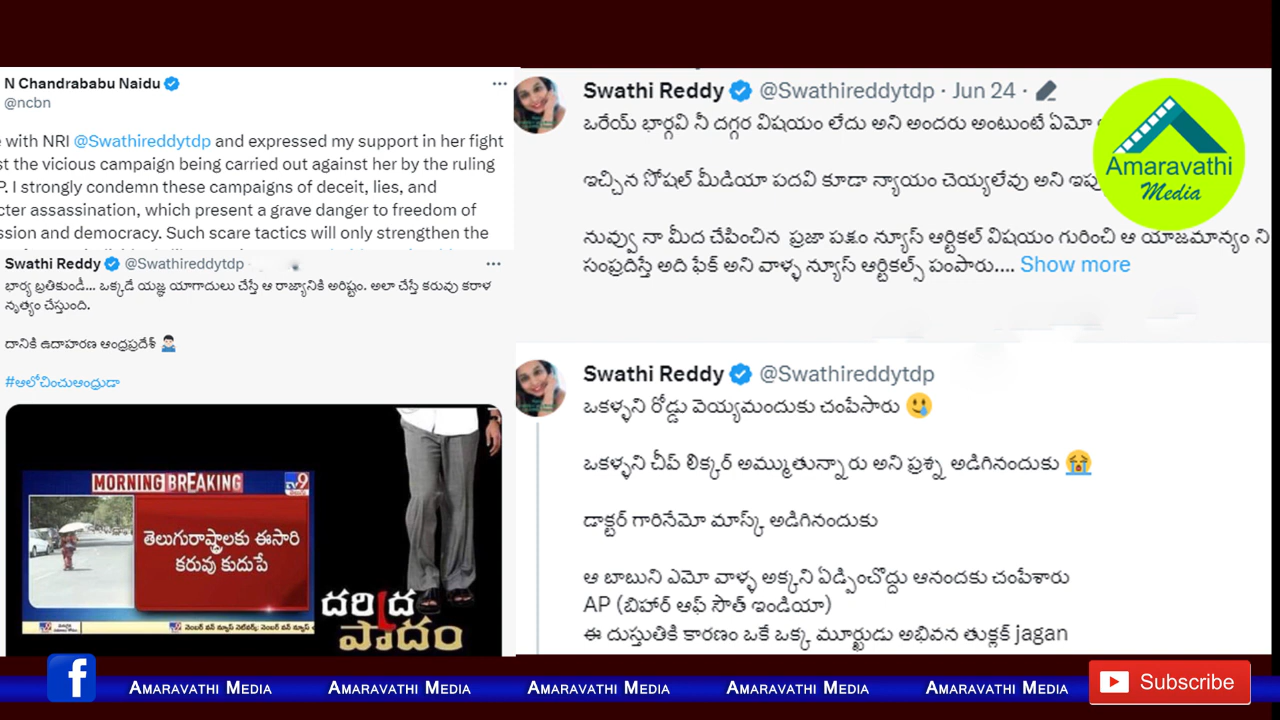 N Chandrababu Naidu
@ncbn
with NRI @Swathireddytdp and expressed my support in her fight
the vicious campaign being carried out against her by the ruling
I strongly condemn these campaigns of deceit, lies, and
assassination, which present a grave danger to freedom of
and democracy. Such scare tactics will only strengthen the
Swathi Reddy @Swathireddytdp
భార్య బ్రతికుండీ... ఒక్కడే యజ్ఞ యాగాదులు చేస్తే ఆ రాజ్యానికి అరిష్టం. అలా చేస్తే కరువు కరాళ
నృత్యం చేస్తుంది.
దానికి ఉదాహరణ ఆంధ్రప్రదేశ్
#ఆలోచించుఆంధ్రుడా
MORNING BREAKING
TV9
తెలుగురాష్ట్రాలకు ఈసారి
కరువు కుదుపే
దరిద్ర
పాదం
Swathi Reddy @Swathireddytdp · Jun 24 ·
ఒరేయ్ భార్గవి నీ దగ్గర విషయం లేదు అని అందరు అంటుంటే ఏమో
ఇచ్చిన సోషల్ మీడియా పదవి కూడా న్యాయం చెయ్యలేవు అని
నువ్వు నా మీద చేపించిన ప్రజా పక్షం న్యూస్ ఆర్టికల్ విషయం గురించి ఆ యాజమాన్యం ని
సంప్రదిస్తే అది ఫేక్ అని వాళ్ళ న్యూస్ ఆర్టికల్స్ పంపారు.... Show more
Amaravathi
Media
Swathi Reddy @Swathireddytdp
ఒకళ్ళని రోడ్డు వెయ్యమందుకు చంపేసారు 🥲
ఒకళ్ళని చీప్ లిక్కర్ అమ్ముతున్నారు అని ప్రశ్న అడిగినందుకు 😭
డాక్టర్ గారినేమో మాస్క్ అడిగినందుకు
ఆ బాబుని ఎమో వాళ్ళ అక్కని ఏడ్పించొద్దు ఆనందకు చంపేశారు
AP (బిహార్ ఆఫ్ సౌత్ ఇండియా)
ఈ దుస్తుతికి కారణం ఒకే ఒక్క మూర్ఖుడు అభివన తుక్లక్ jagan
f AMARAVATHI MEDIA AMARAVATHI MEDIA AMARAVATHI MEDIA AMARAVATHI MEDIA AMARAVATHI MEDIA Subscribe